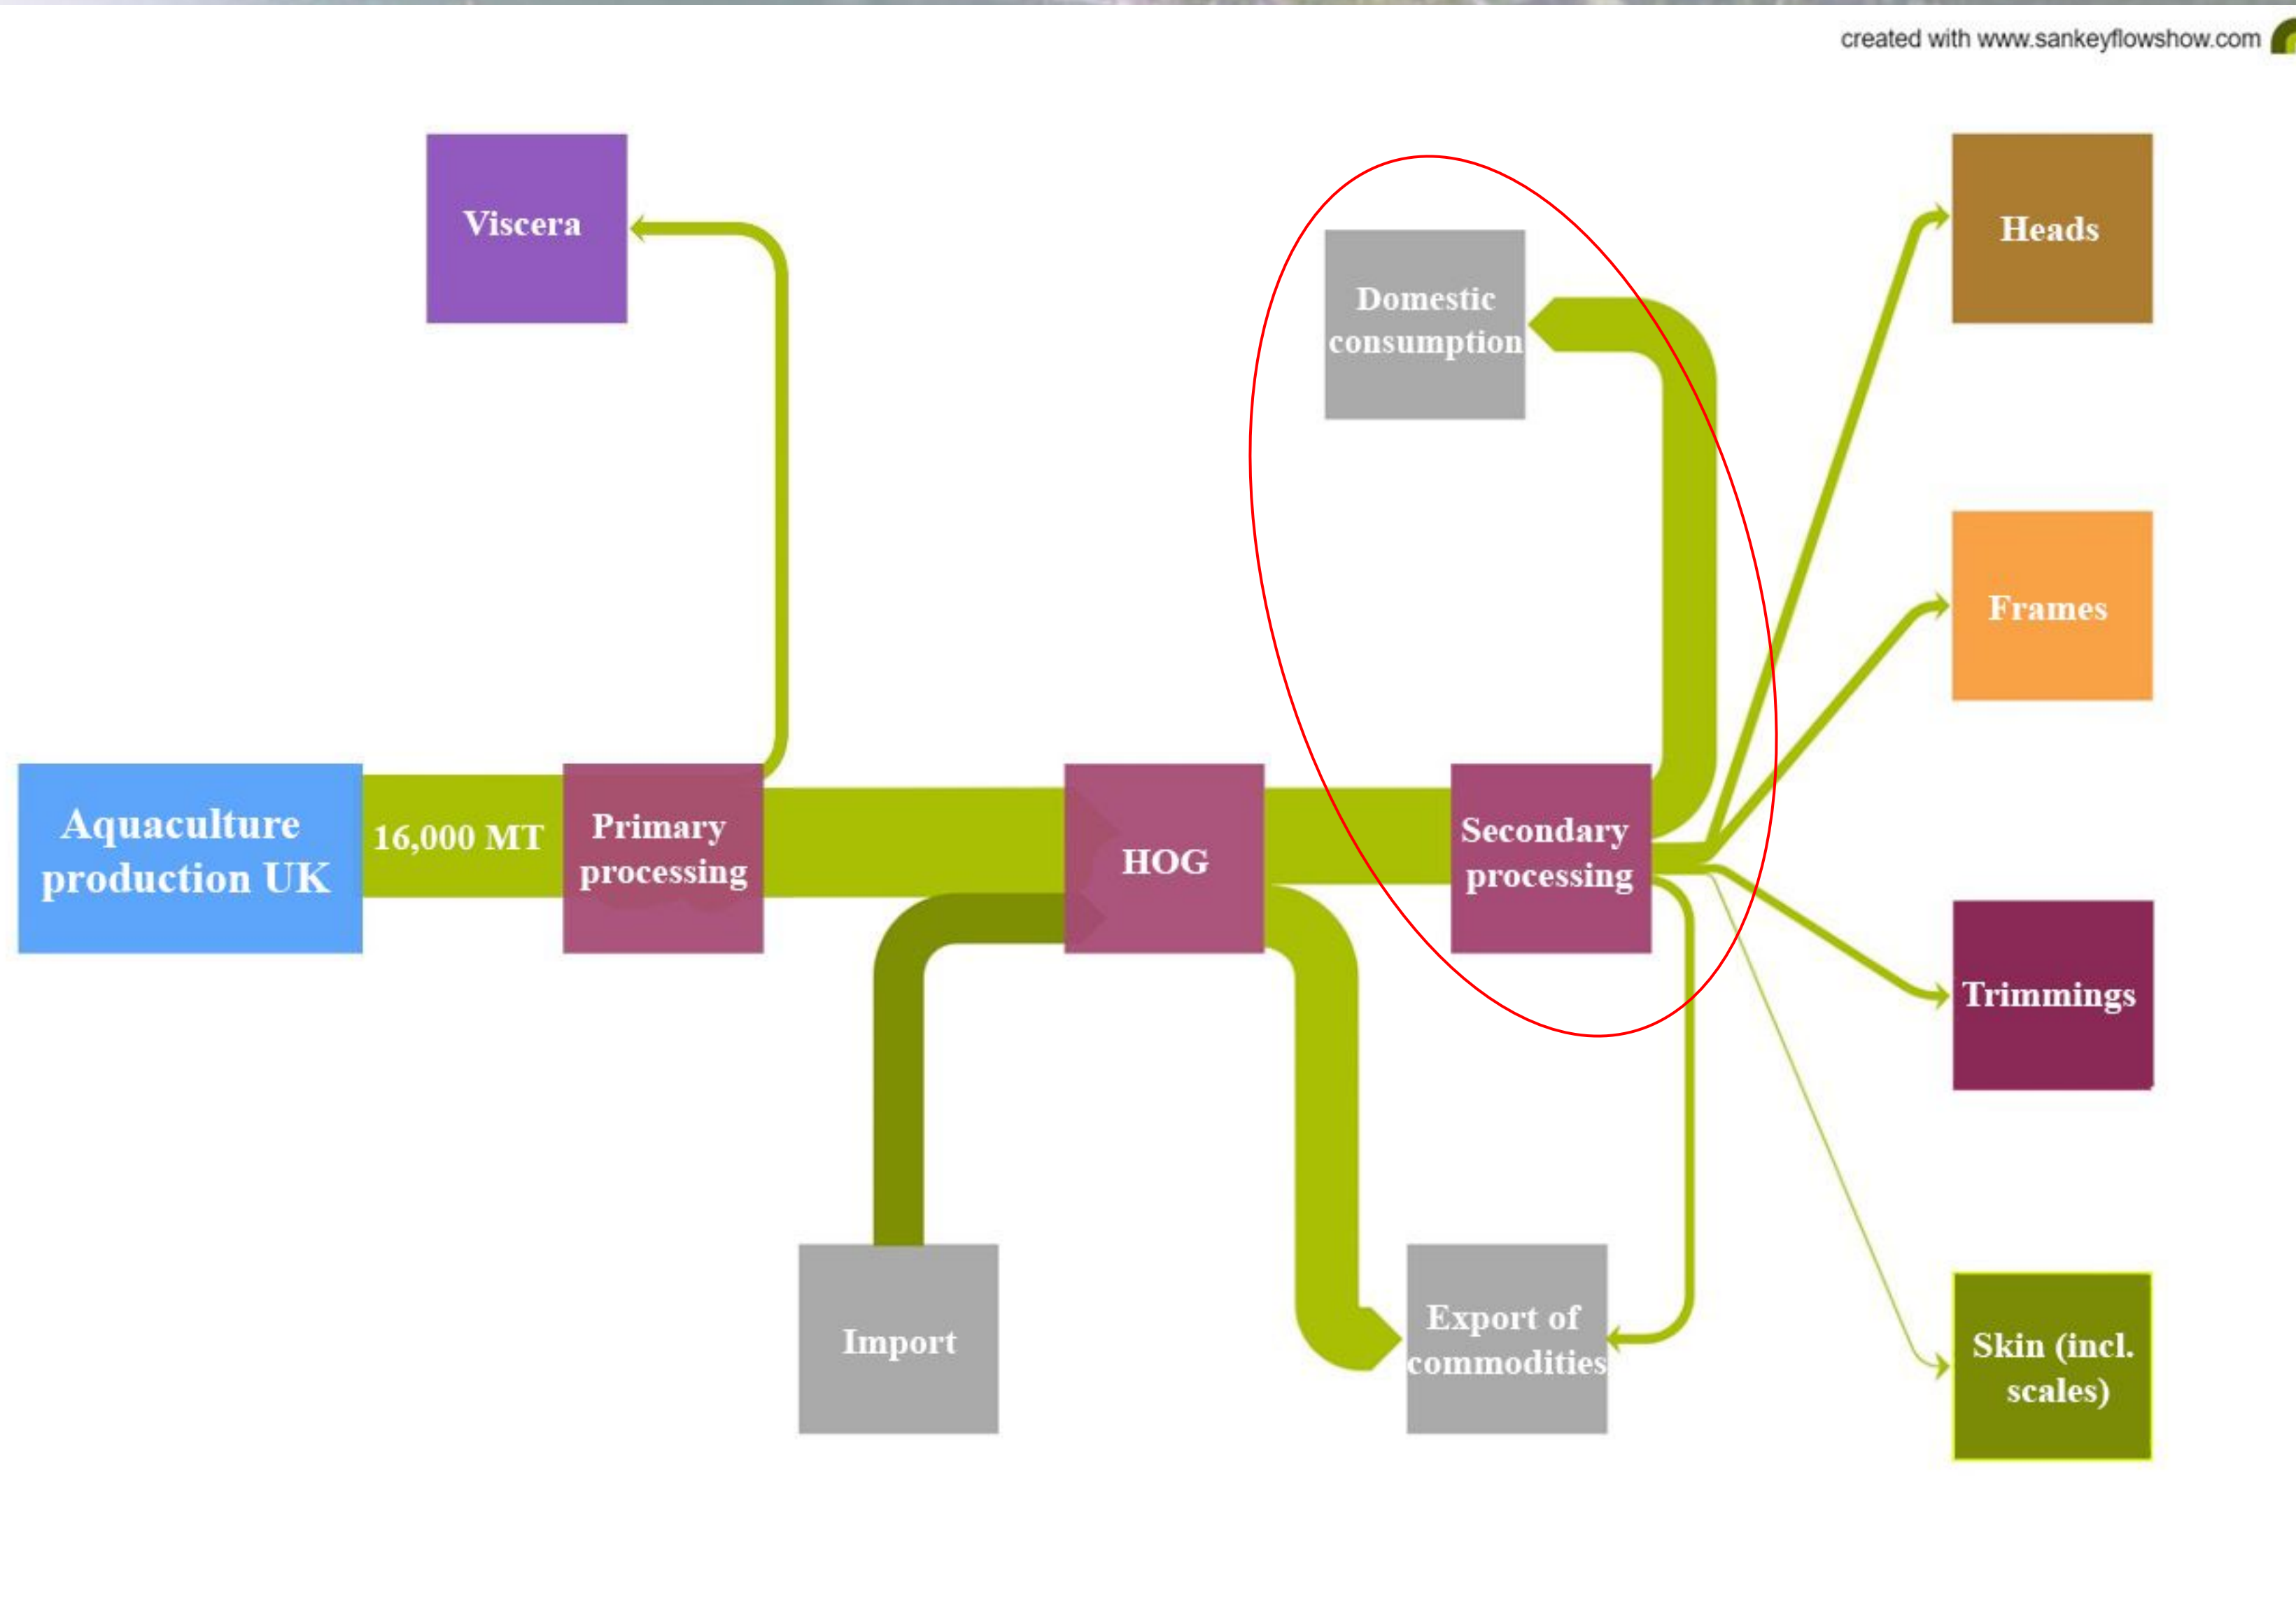 created with www.sankeyflowshow.com
Viscera
Domestic
consumption
Heads
Frames
Aquaculture
production UK
16,000 MT
Primary
processing
HOG
Secondary
processing
Trimmings
Import
Export of
commodities
Skin (incl.
scales)